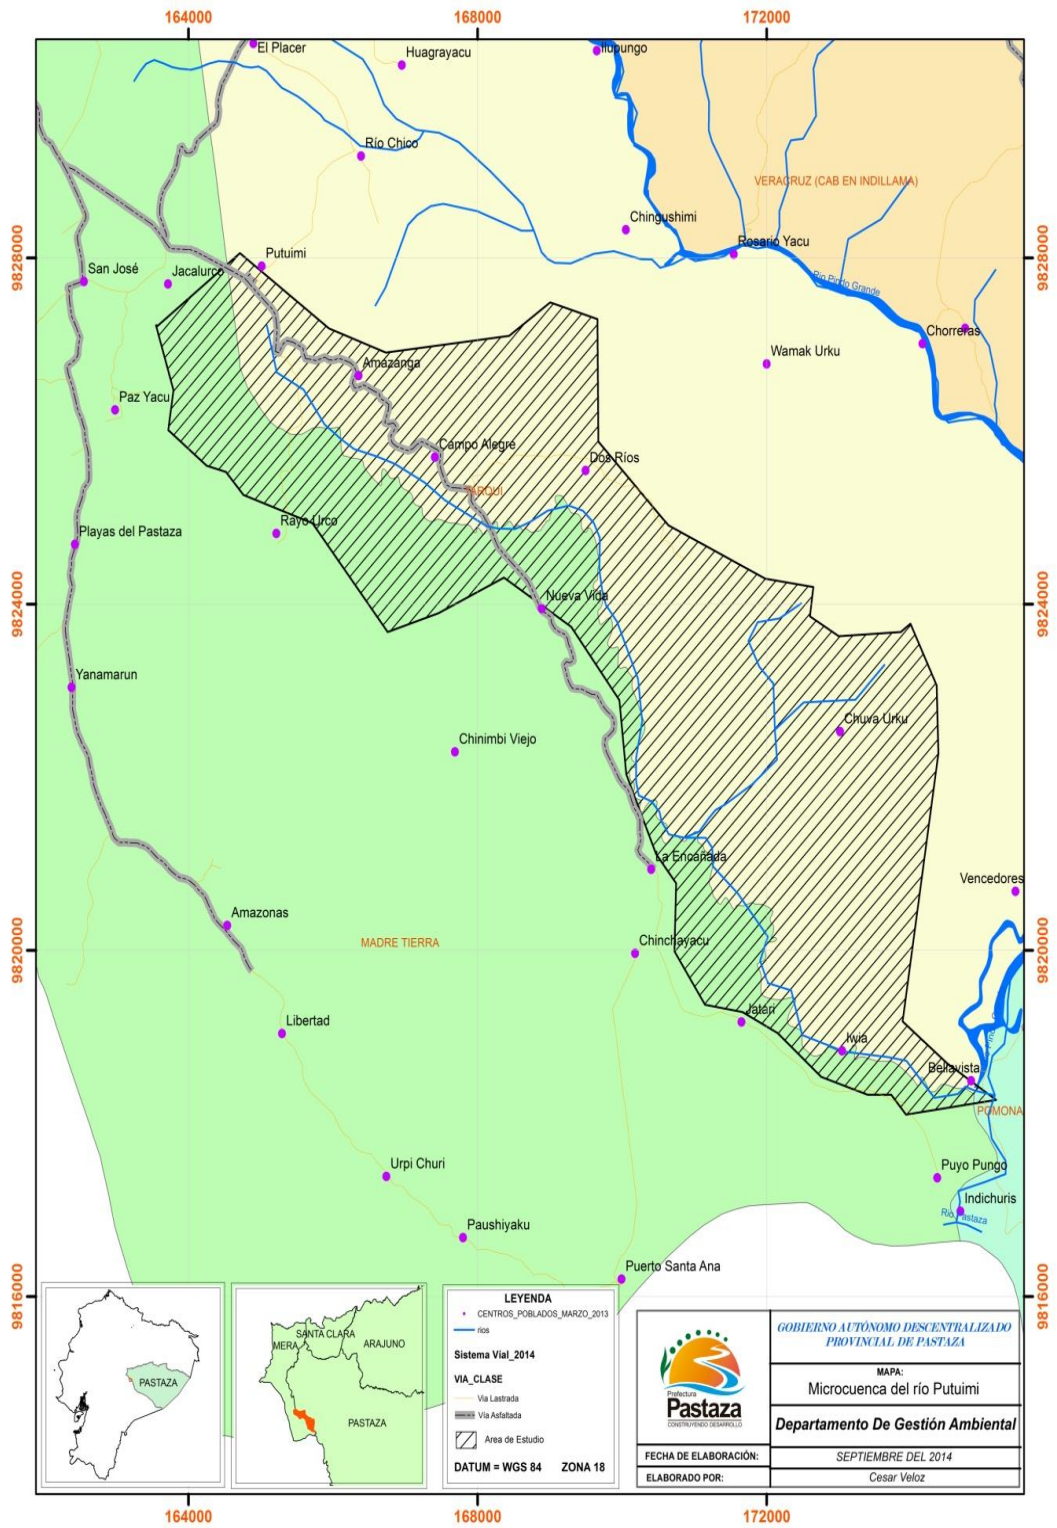 164000
168000
172000
El Placer
Huagrayacu
Ilupungo
Río Chico
VERACRUZ (CAB EN INDILLAMA)
Chingushimi
Rosario Yacu
9828000
9828000
Putuimi
San José
Jacalurco
Rio Pindo Grande
Chorreras
Wamak Urku
Amazanga
Paz Yacu
Campo Alegre
Dos Ríos
TARQUI
Rayo Urco
Playas del Pastaza
9824000
9824000
Nueva Vida
Yanamarun
Chuva Urku
Chinimbi Viejo
La Encañada
Vencedores
Amazonas
MADRE TIERRA
Chinchayacu
9820000
9820000
Libertad
Jatari
Iwia
Bellavista
POMONA
Urpi Churi
Puyo Pungo
Indichuris
Rio Pastaza
Paushiyaku
Puerto Santa Ana
9816000
9816000
PASTAZA
MERA
SANTA CLARA
ARAJUNO
PASTAZA
LEYENDA
CENTROS_POBLADOS_MARZO_2013
rios
Sistema Vial_2014
VIA_CLASE
Via Lastrada
Vía Asfaltada
Area de Estudio
DATUM = WGS 84 ZONA 18
Prefectura
Pastaza
CONSTRUYENDO DESARROLLO
GOBIERNO AUTÓNOMO DESCENTRALIZADO
PROVINCIAL DE PASTAZA
MAPA:
Microcuenca del río Putuimi
Departamento De Gestión Ambiental
FECHA DE ELABORACIÓN:
SEPTIEMBRE DEL 2014
ELABORADO POR:
Cesar Veloz
164000
168000
172000